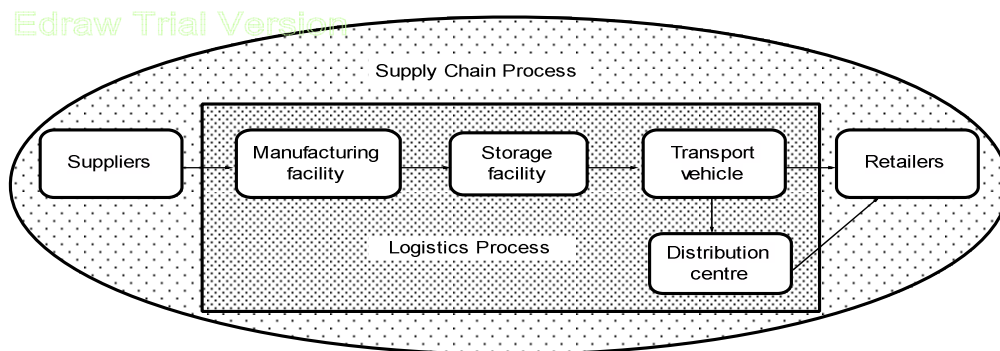 Edraw Trial Version
Supply Chain Process
Suppliers
Manufacturing
facility
Storage
facility
Transport
vehicle
Retailers
Logistics Process
Distribution
centre